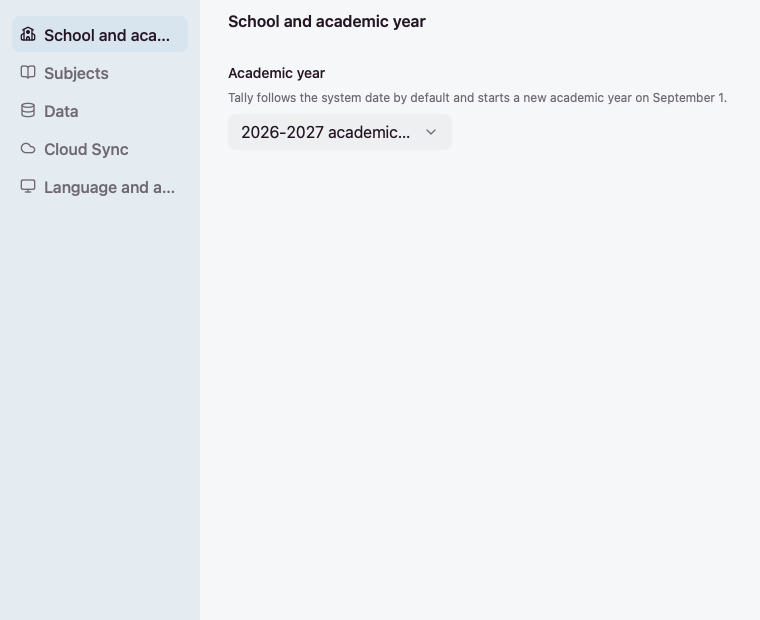 School and aca...
Subjects
Data
Cloud Sync
Language and a...
School and academic year
Academic year
Tally follows the system date by default and starts a new academic year on September 1.
2026-2027 academic...